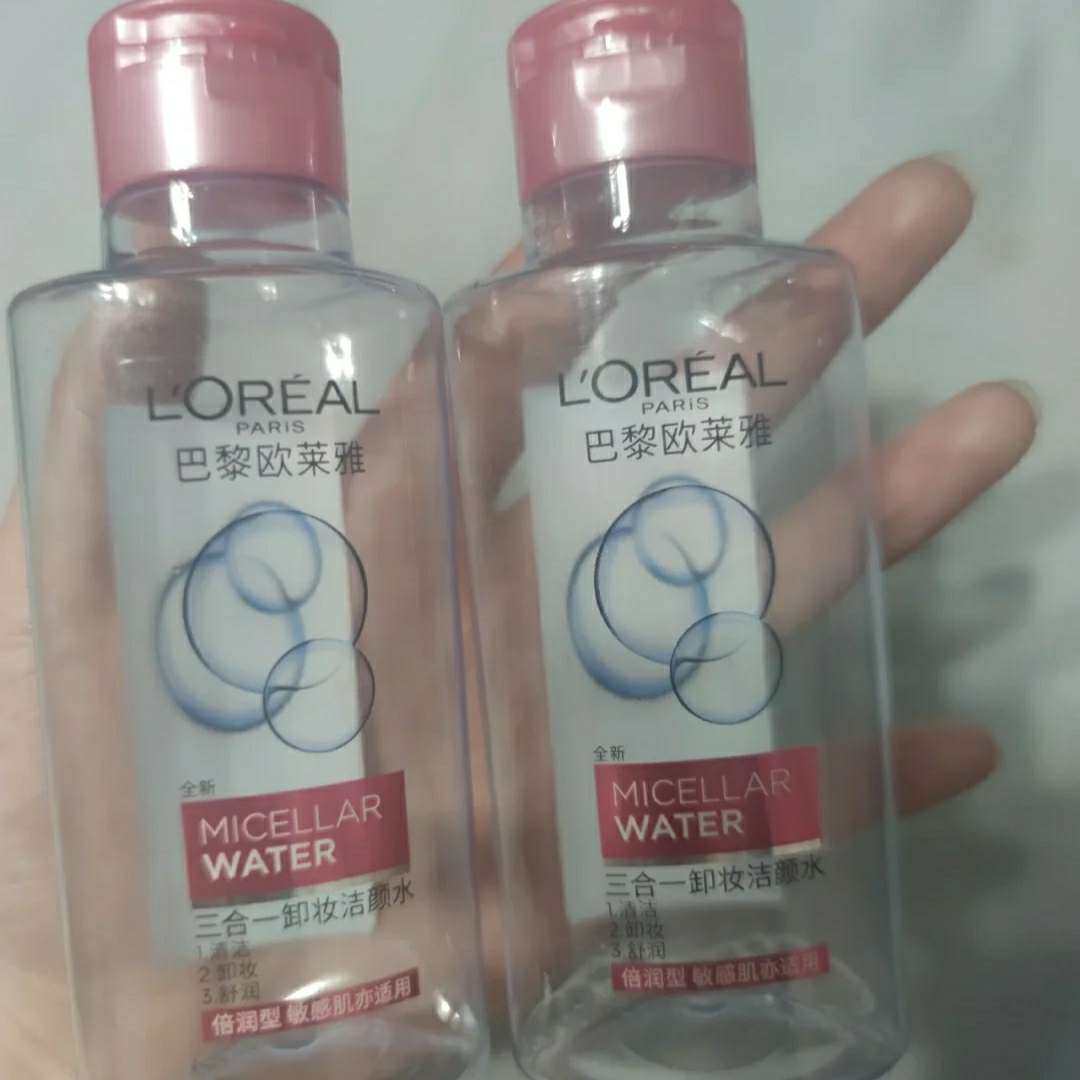 L'ORÉAL
PARIS
巴黎欧莱雅
全新
MICELLAR
WATER
三合一卸妆洁颜水
1.清洁
2.卸妆
3.舒润
倍润型 敏感肌亦适用
L'ORÉAL
PARIS
巴黎欧莱雅
全新
MICELLAR
WATER
三合一卸妆洁颜水
1.清洁
2.卸妆
3.舒润
倍润型 敏感肌亦适用